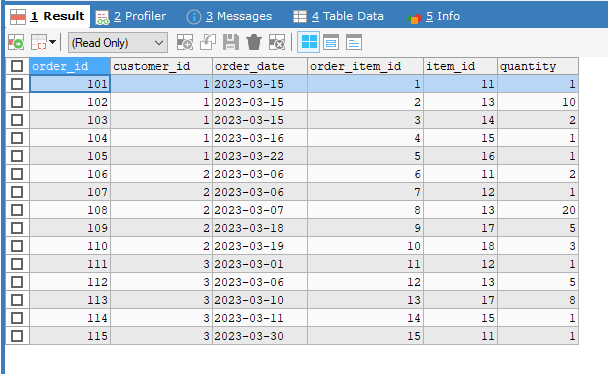 1 Result 2 Profiler 3 Messages 4 Table Data 5 Info
(Read Only)
order_id customer_id order_date order_item_id item_id quantity
101 1 2023-03-15 1 11 1
102 1 2023-03-15 2 13 10
103 1 2023-03-15 3 14 2
104 1 2023-03-16 4 15 1
105 1 2023-03-22 5 16 1
106 2 2023-03-06 6 11 2
107 2 2023-03-06 7 12 1
108 2 2023-03-07 8 13 20
109 2 2023-03-18 9 17 5
110 2 2023-03-19 10 18 3
111 3 2023-03-01 11 12 1
112 3 2023-03-06 12 13 5
113 3 2023-03-10 13 17 8
114 3 2023-03-11 14 15 1
115 3 2023-03-30 15 11 1